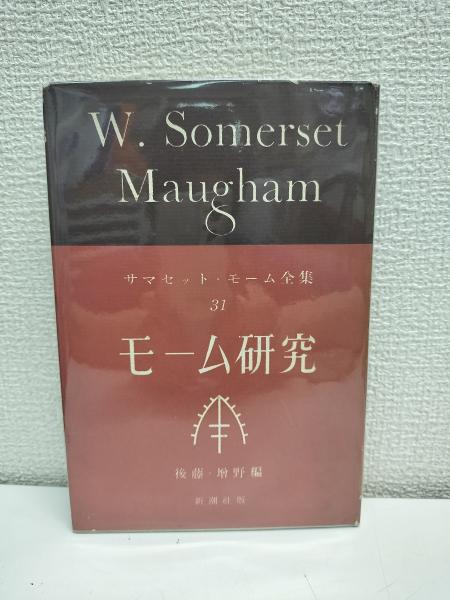 W. Somerset
Maugham
サマセット・モーム全集
31
モーム研究
後藤・増野編
新潮社版